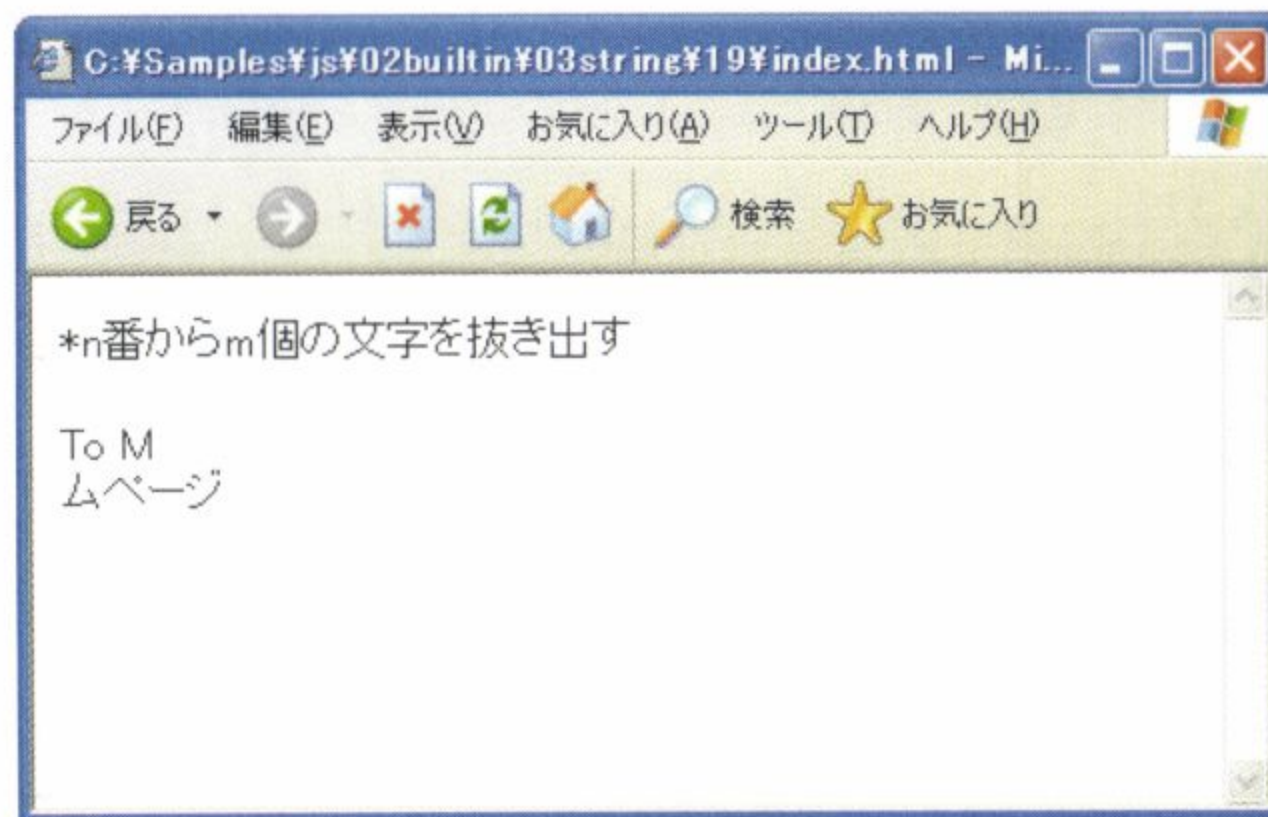 C:¥Samples¥js¥02builtin¥03string¥19¥index.html - Mi...
ファイル(F) 編集(E) 表示(V) お気に入り(A) ツール(T) ヘルプ(H)
戻る 検索 お気に入り
*n番からm個の文字を抜き出す
To M
ムページ